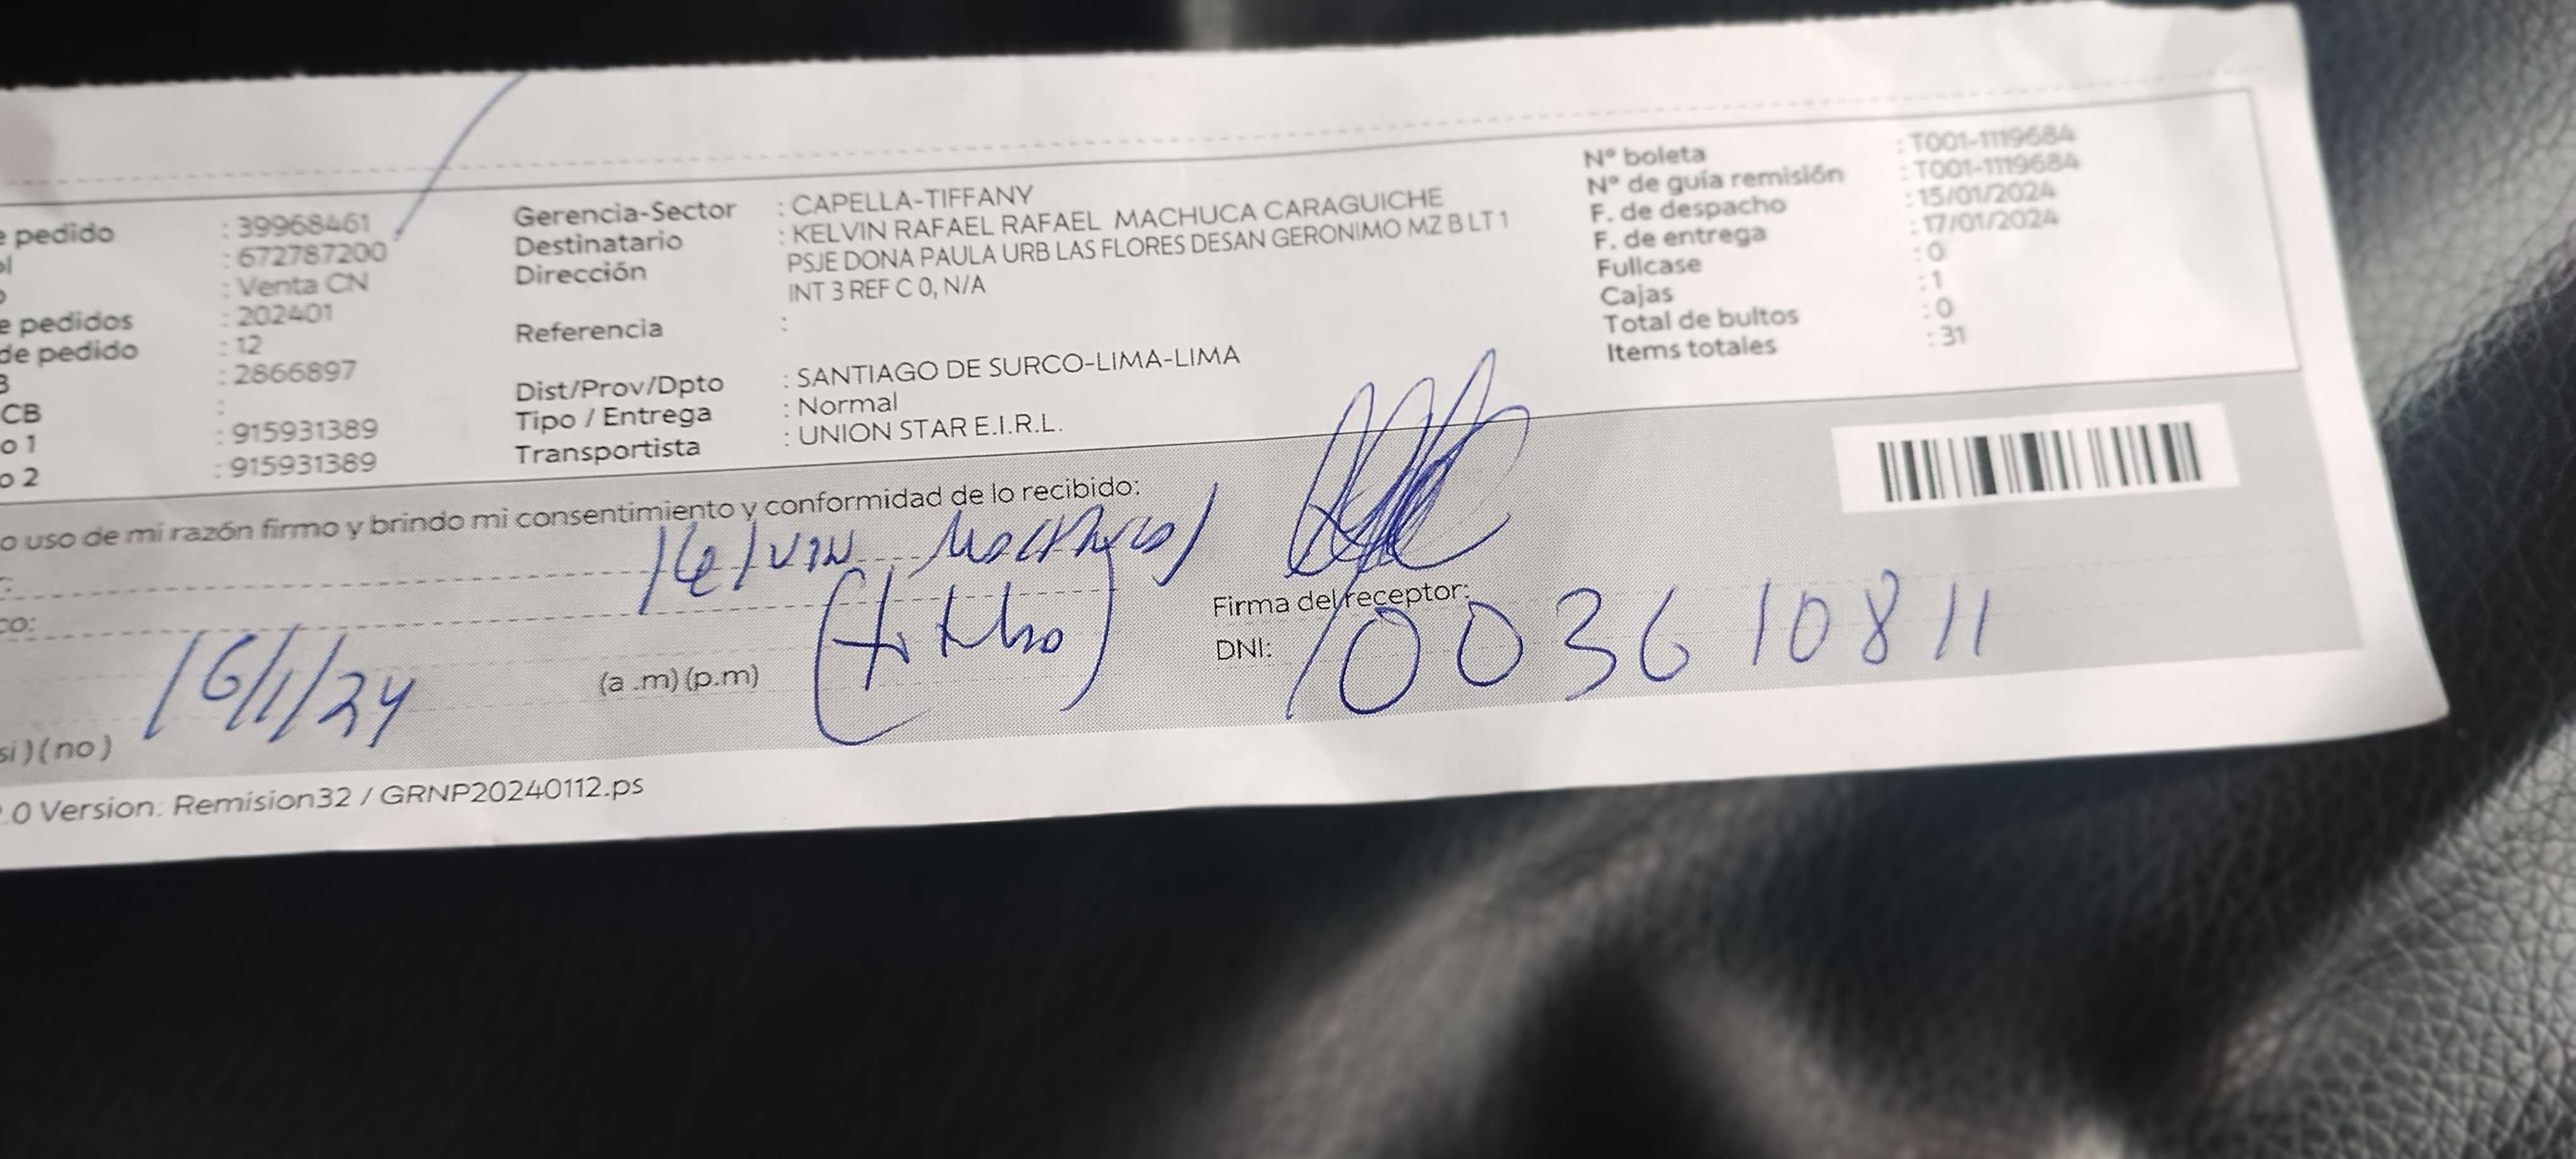 e pedido : 39968461
ol : 672787200
o : Venta CN
e pedidos : 202401
de pedido : 12
B : 2866897
CB :
o 1 : 915931389
o 2 : 915931389
Gerencia-Sector : CAPELLA-TIFFANY
Destinatario : KELVIN RAFAEL RAFAEL MACHUCA CARAGUICHE
Dirección : PSJE DONA PAULA URB LAS FLORES DESAN GERONIMO MZ B LT 1
INT 3 REF C 0, N/A
Referencia :
Dist/Prov/Dpto : SANTIAGO DE SURCO-LIMA-LIMA
Tipo / Entrega : Normal
Transportista : UNION STAR E.I.R.L.
N° boleta : T001-1119684
N° de guía remisión : T001-1119684
F. de despacho : 15/01/2024
F. de entrega : 17/01/2024
Fullcase : 0
Cajas : 1
Total de bultos : 0
Items totales : 31
o uso de mi razón firmo y brindo mi consentimiento y conformidad de lo recibido:
Kelvin Machuca
(titular)
co:
Firma del receptor:
DNI: 003610811
16/1/24 (a .m) (p.m)
si ) ( no )
.0 Version: Remision32 / GRNP20240112.ps